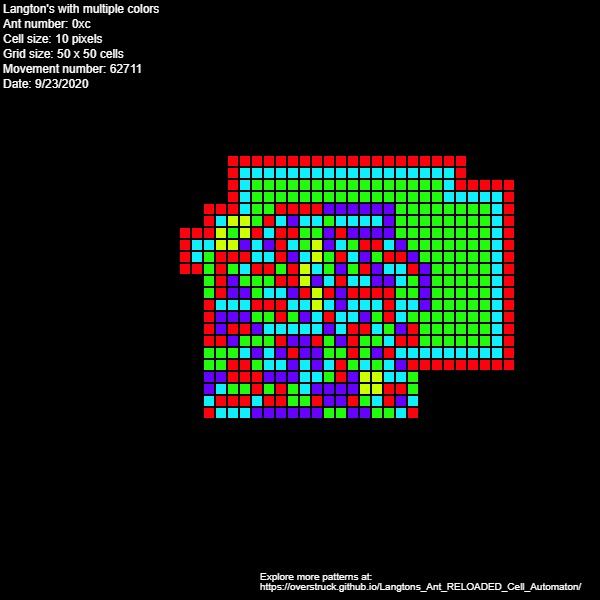 Langton's with multiple colors
Ant number: 0xc
Cell size: 10 pixels
Grid size: 50 x 50 cells
Movement number: 62711
Date: 9/23/2020
Explore more patterns at:
https://overstruck.github.io/Langtons_Ant_RELOADED_Cell_Automaton/